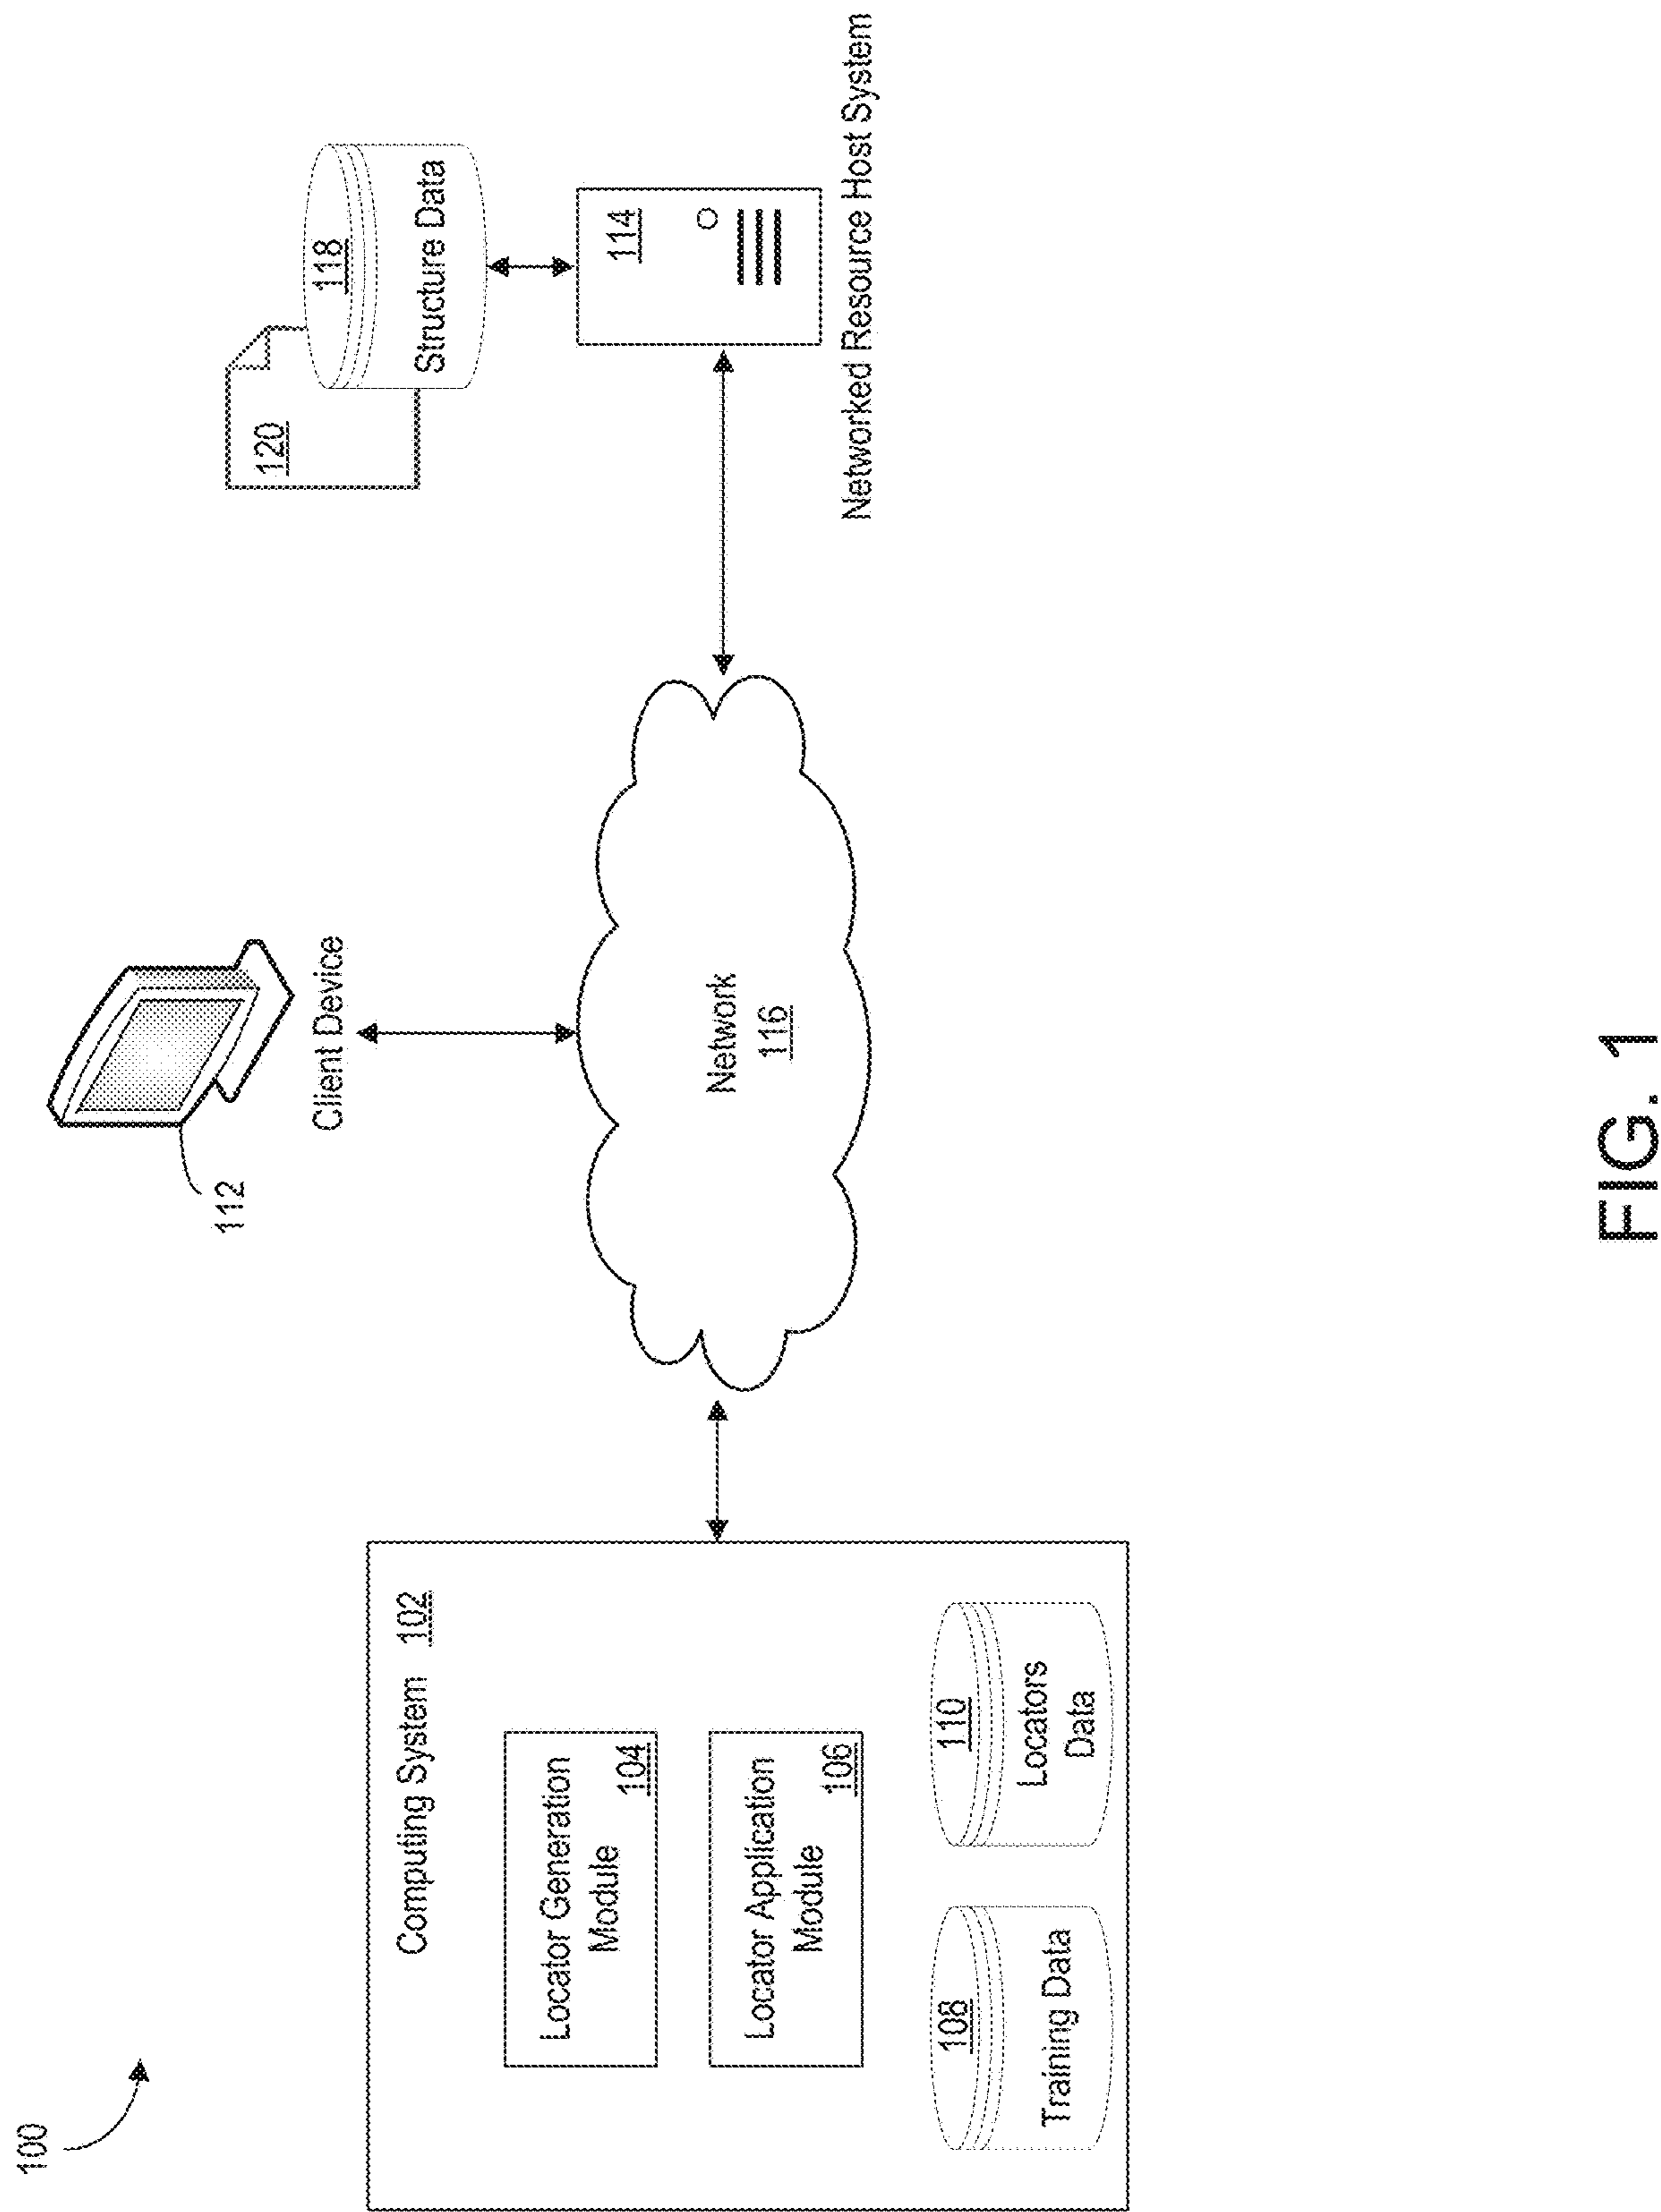 100
112
Client Device
120
118
Structure Data
114
Networked Resource Host System
Network
116
Computing System 102
Locator Generation
Module
104
Locator Application
Module
106
108
Training Data
110
Locators
Data
FIG. 1